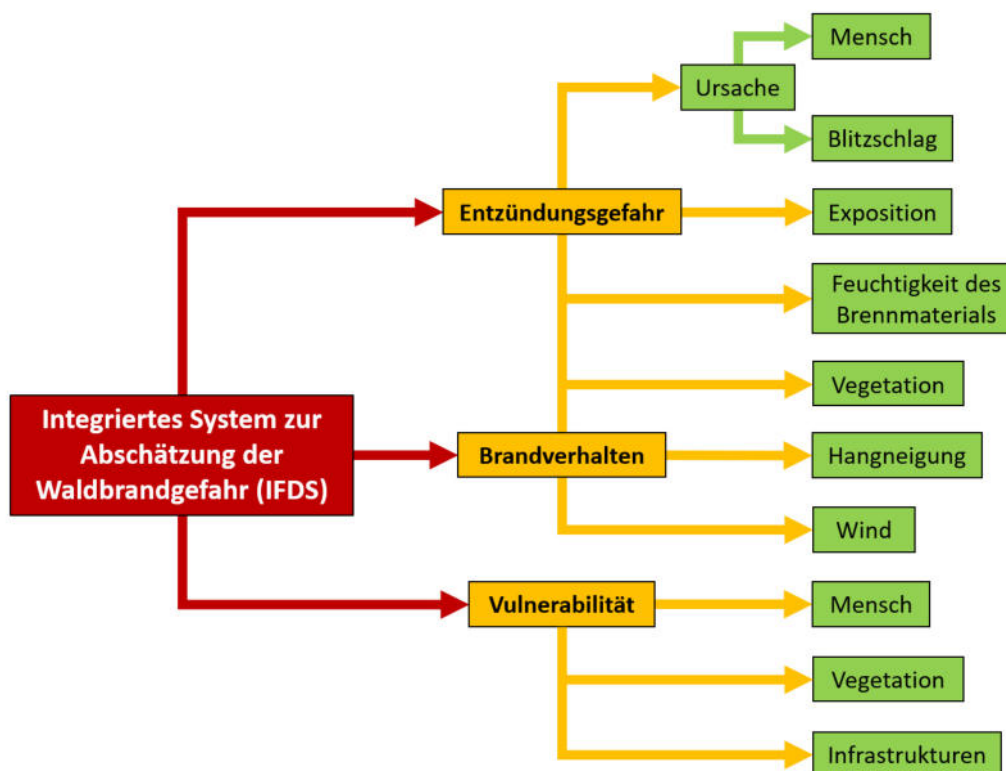 Mensch
Ursache
Blitzschlag
Entzündungsgefahr
Exposition
Feuchtigkeit des
Brennmaterials
Vegetation
Integriertes System zur
Abschätzung der
Waldbrandgefahr (IFDS)
Brandverhalten
Hangneigung
Wind
Vulnerabilität
Mensch
Vegetation
Infrastrukturen